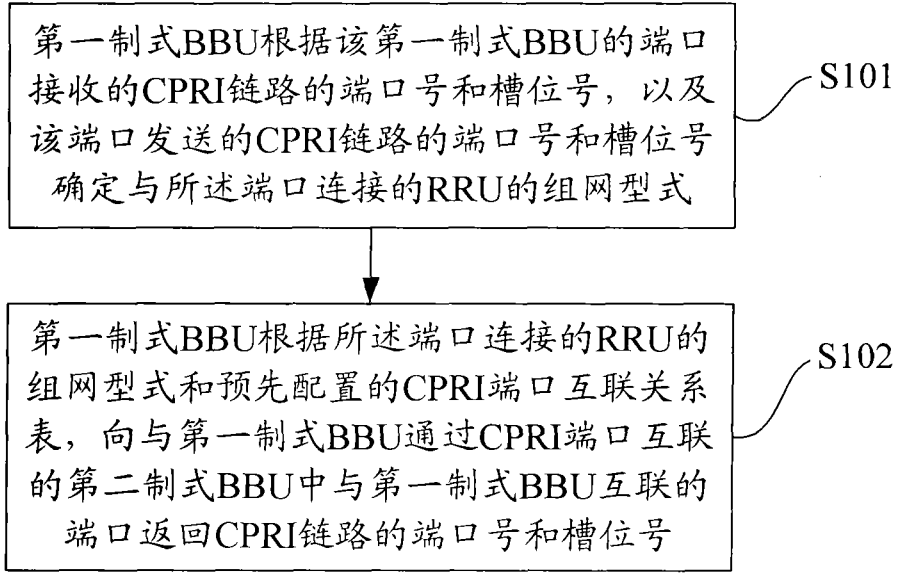 第一制式BBU根据该第一制式BBU的端口
接收的CPRI链路的端口号和槽位号，以及
该端口发送的CPRI链路的端口号和槽位号
确定与所述端口连接的RRU的组网型式
S101
第一制式BBU根据所述端口连接的RRU的
组网型式和预先配置的CPRI端口互联关系
表，向与第一制式BBU通过CPRI端口互联
的第二制式BBU中与第一制式BBU互联的
端口返回CPRI链路的端口号和槽位号
S102